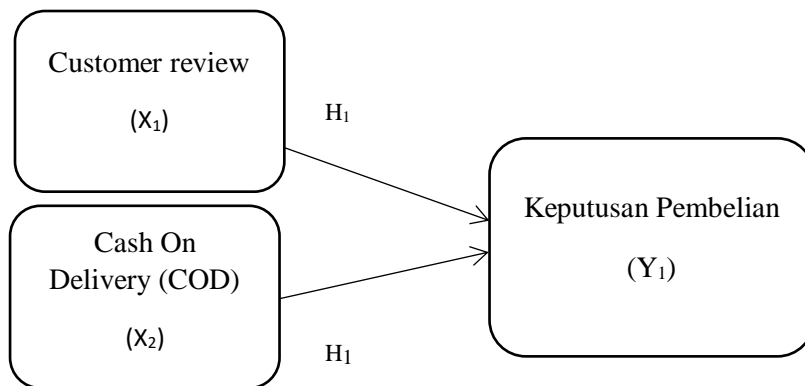 Customer review
(X₁)
H₁
Cash On
Delivery (COD)
(X₂)
H₁
Keputusan Pembelian
(Y₁)